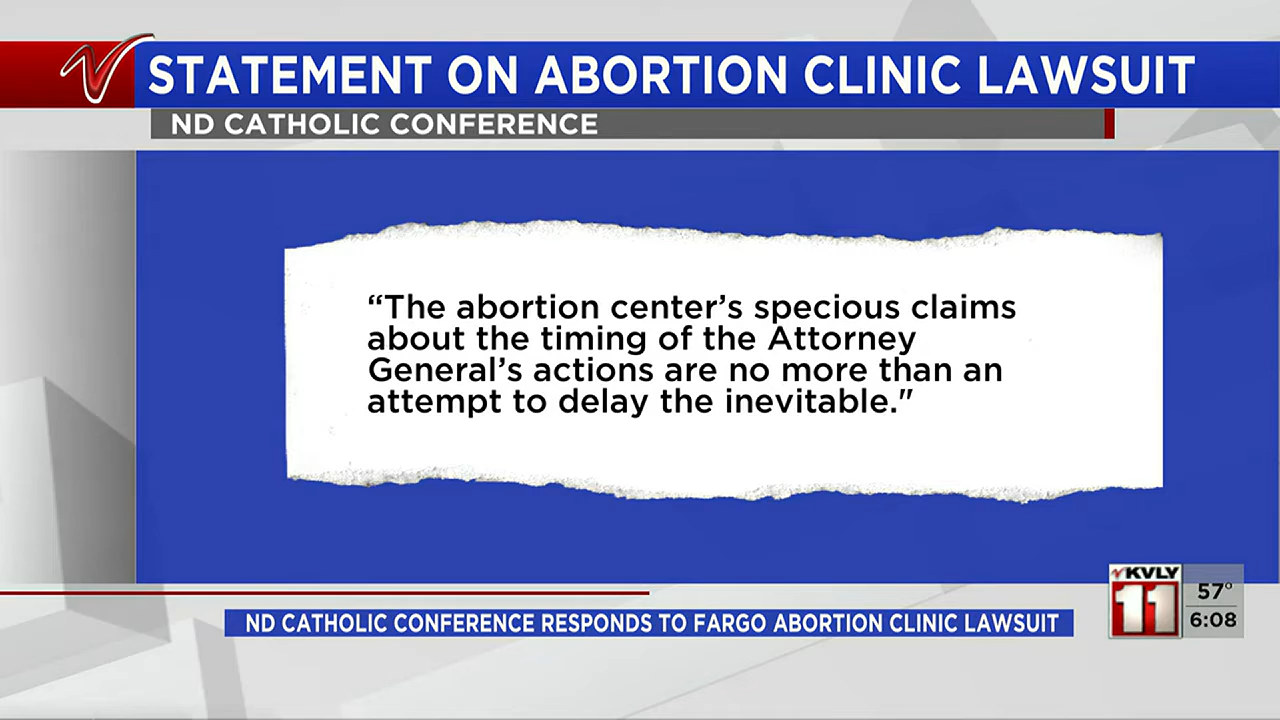 STATEMENT ON ABORTION CLINIC LAWSUIT
ND CATHOLIC CONFERENCE
“The abortion center’s specious claims
about the timing of the Attorney
General’s actions are no more than an
attempt to delay the inevitable."
KVLY
11
57°
6:08
ND CATHOLIC CONFERENCE RESPONDS TO FARGO ABORTION CLINIC LAWSUIT